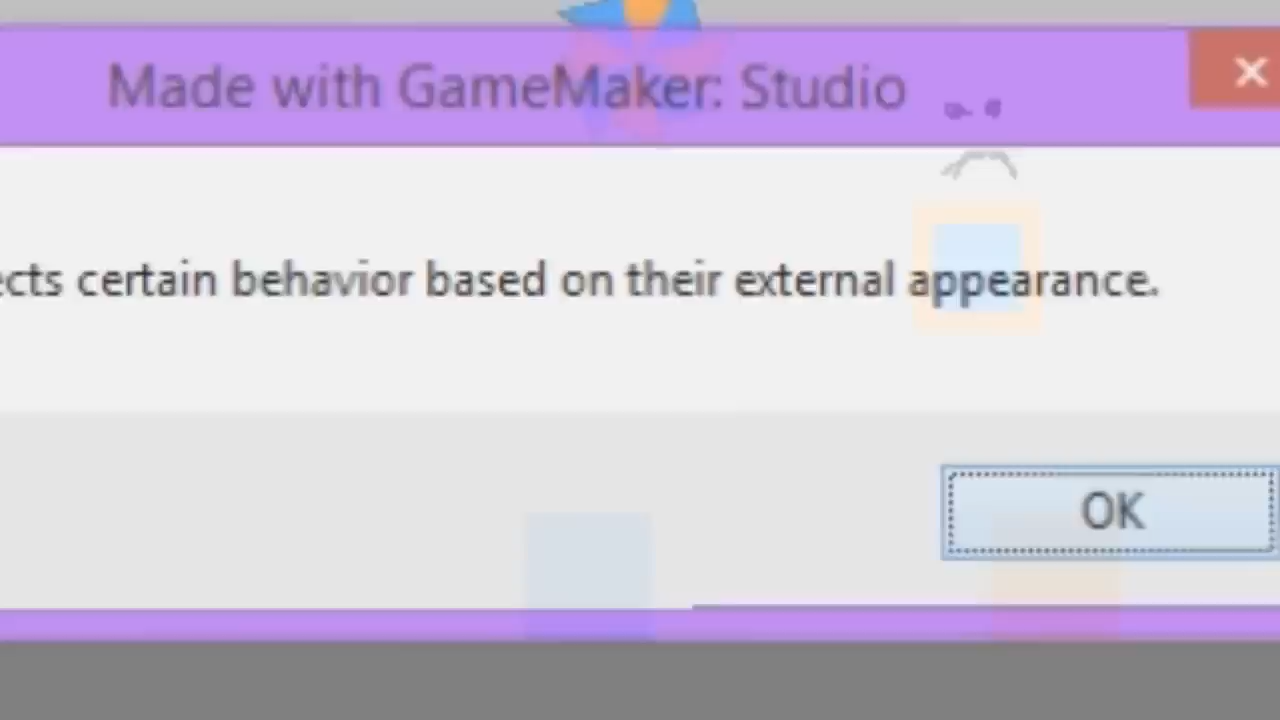 Made with GameMaker: Studio
ects certain behavior based on their external appearance.
OK